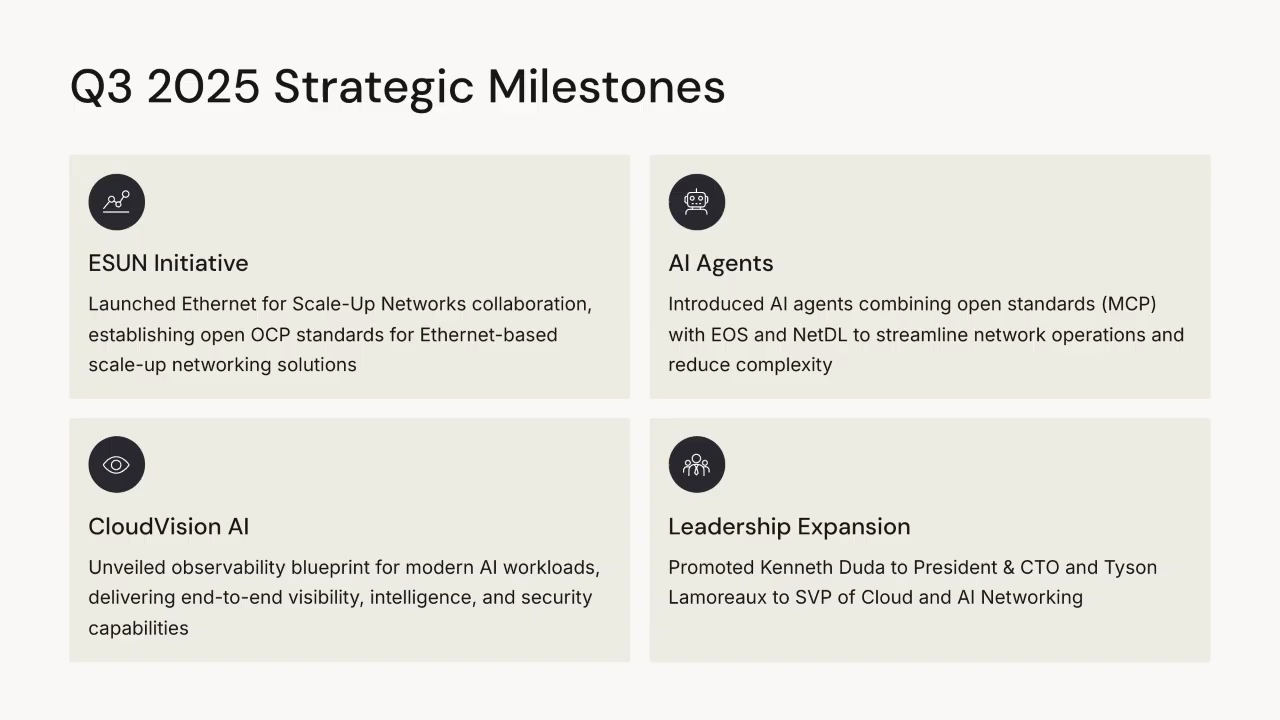 Q3 2025 Strategic Milestones
ESUN Initiative
Launched Ethernet for Scale-Up Networks collaboration,
establishing open OCP standards for Ethernet-based
scale-up networking solutions
AI Agents
Introduced AI agents combining open standards (MCP)
with EOS and NetDL to streamline network operations and
reduce complexity
CloudVision AI
Unveiled observability blueprint for modern AI workloads,
delivering end-to-end visibility, intelligence, and security
capabilities
Leadership Expansion
Promoted Kenneth Duda to President & CTO and Tyson
Lamoreaux to SVP of Cloud and AI Networking